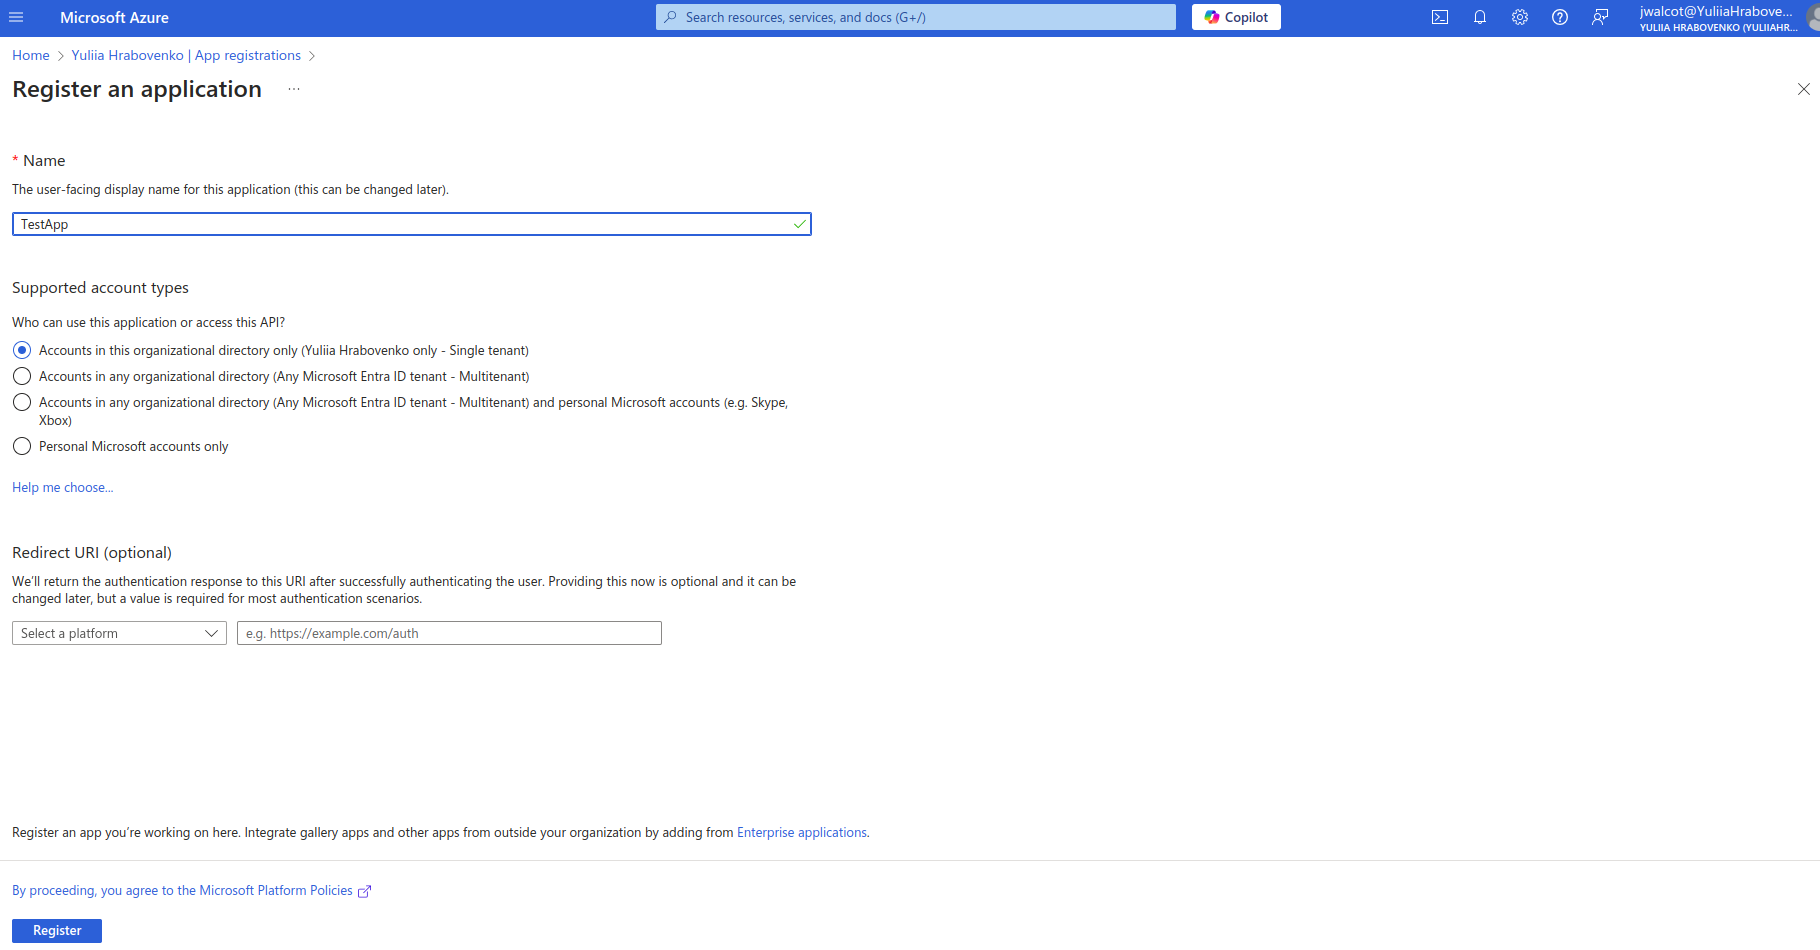 Microsoft Azure
Search resources, services, and docs (G+/)
Copilot
jwalcot@YuliiaHrabove...
YULIIA HRABOVENKO (YULIIAHR...
Home > Yuliia Hrabovenko | App registrations >
Register an application ...
* Name
The user-facing display name for this application (this can be changed later).
TestApp
Supported account types
Who can use this application or access this API?
Accounts in this organizational directory only (Yuliia Hrabovenko only - Single tenant)
Accounts in any organizational directory (Any Microsoft Entra ID tenant - Multitenant)
Accounts in any organizational directory (Any Microsoft Entra ID tenant - Multitenant) and personal Microsoft accounts (e.g. Skype,
Xbox)
Personal Microsoft accounts only
Help me choose...
Redirect URI (optional)
We'll return the authentication response to this URI after successfully authenticating the user. Providing this now is optional and it can be
changed later, but a value is required for most authentication scenarios.
Select a platform
e.g. https://example.com/auth
Register an app you're working on here. Integrate gallery apps and other apps from outside your organization by adding from Enterprise applications.
By proceeding, you agree to the Microsoft Platform Policies
Register